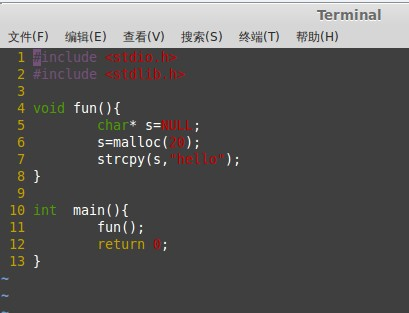 Terminal
文件(F) 编辑(E) 查看(V) 搜索(S) 终端(T) 帮助(H)
1 #include <stdio.h>
2 #include <stdlib.h>
3
4 void fun(){
5         char* s=NULL;
6         s=malloc(20);
7         strcpy(s,"hello");
8 }
9
10 int  main(){
11         fun();
12         return 0;
13 }
~
~
~